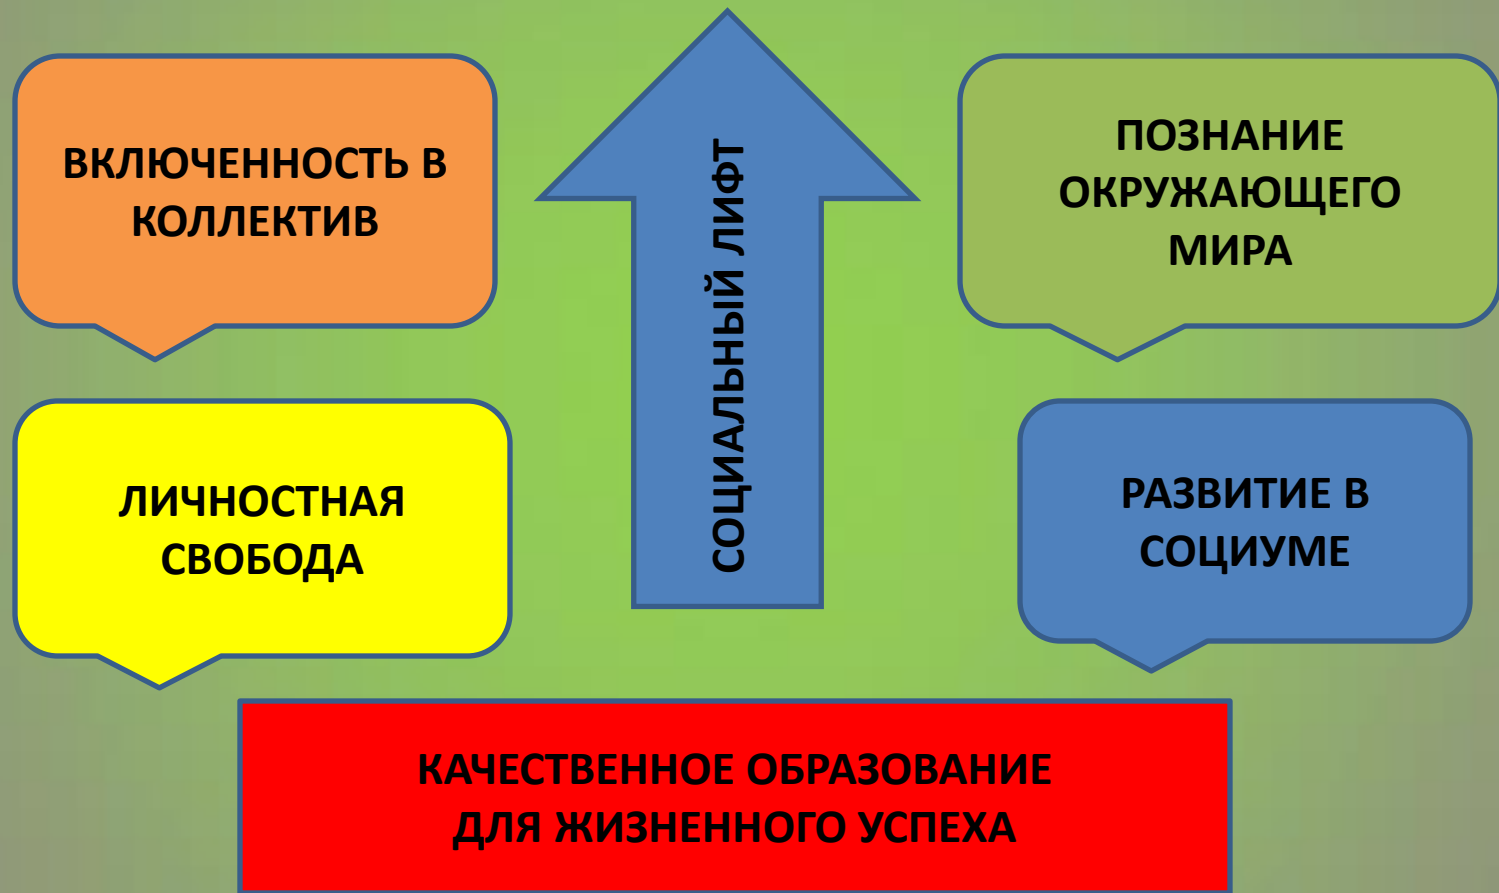 ВКЛЮЧЕННОСТЬ В
КОЛЛЕКТИВ
СОЦИАЛЬНЫЙ ЛИФТ
ПОЗНАНИЕ
ОКРУЖАЮЩЕГО
МИРА
ЛИЧНОСТНАЯ
СВОБОДА
РАЗВИТИЕ В
СОЦИУМЕ
КАЧЕСТВЕННОЕ ОБРАЗОВАНИЕ
ДЛЯ ЖИЗНЕННОГО УСПЕХА